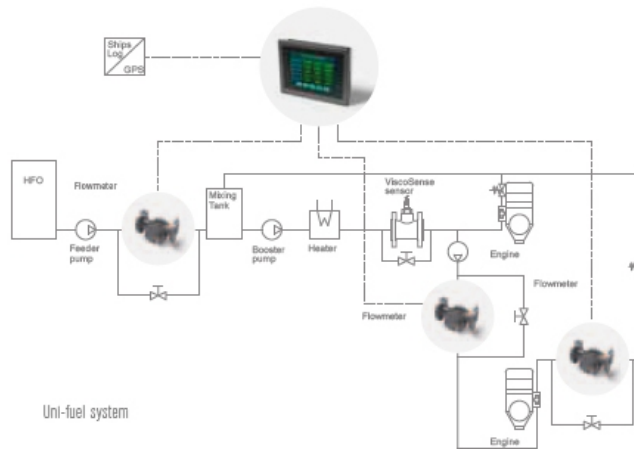 Ships
Log
GPS
HFO
Flowmeter
Mixing
Tank
ViscoSense
sensor
Feeder
pump
Booster
pump
Heater
Engine
Flowmeter
Flowmeter
Uni-fuel system
Engine